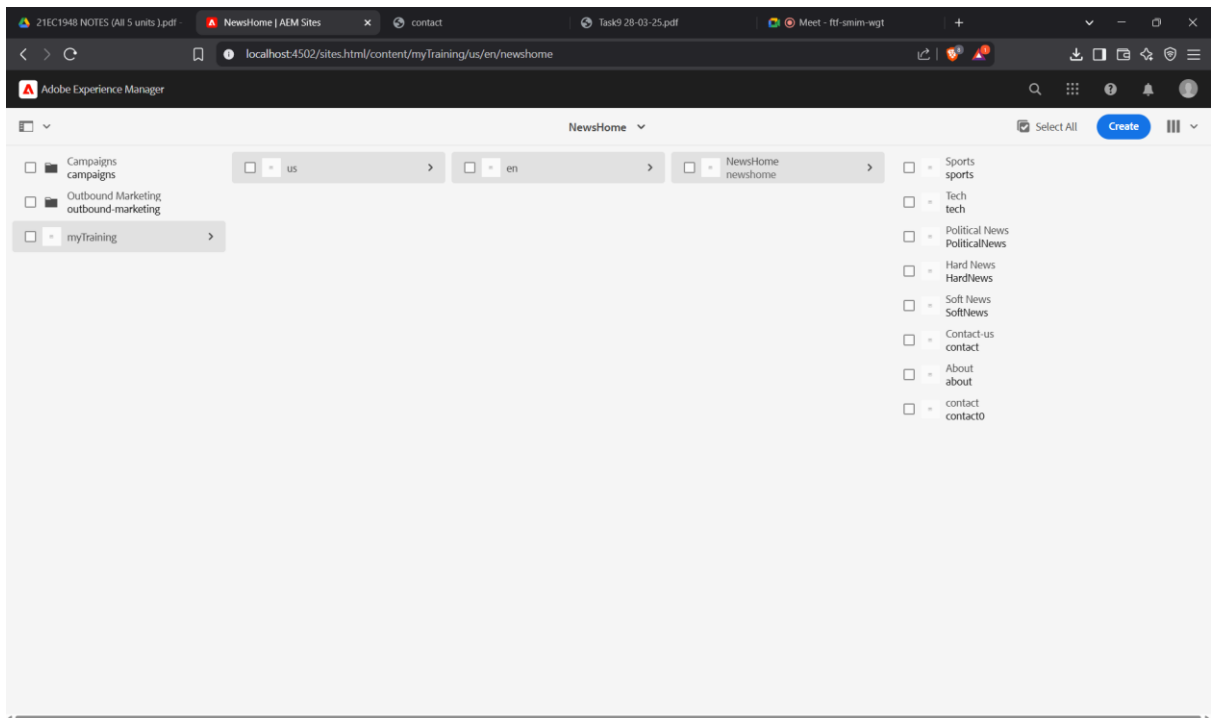 21EC1948 NOTES (All 5 units ).pdf -
NewsHome | AEM Sites
contact
Task9 28-03-25.pdf
Meet - ftf-smim-wgt
localhost:4502/sites.html/content/myTraining/us/en/newshome
Adobe Experience Manager
NewsHome
Select All
Create
Campaigns
campaigns
Outbound Marketing
outbound-marketing
myTraining
us
en
NewsHome
newshome
Sports
sports
Tech
tech
Political News
PoliticalNews
Hard News
HardNews
Soft News
SoftNews
Contact-us
contact
About
about
contact
contact0